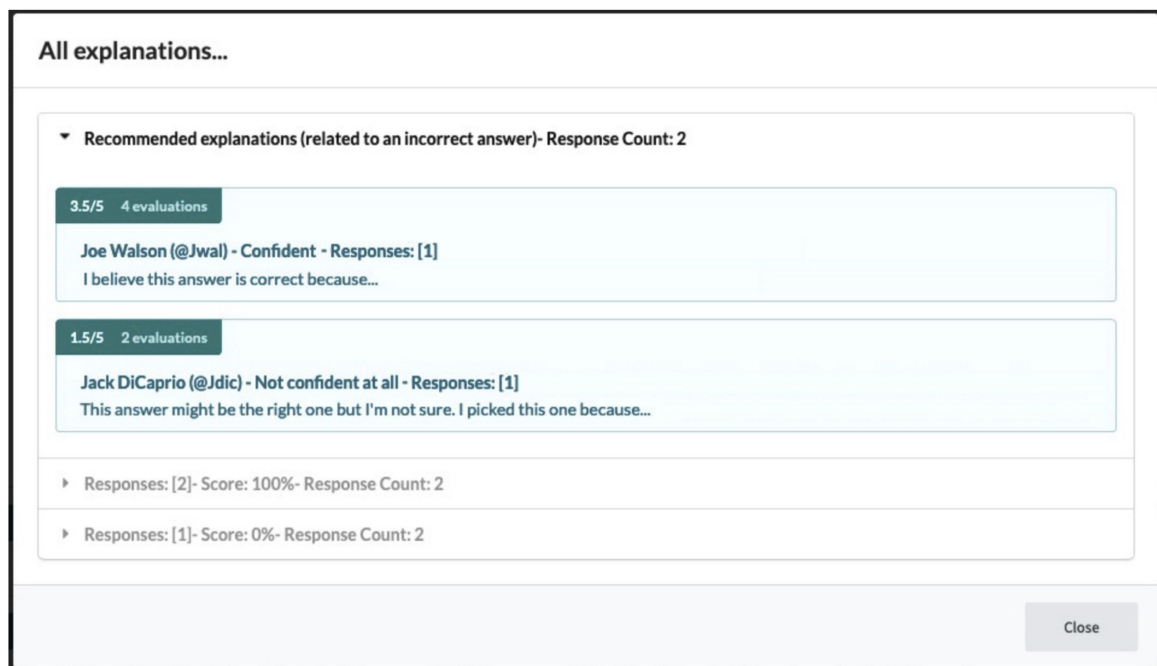 All explanations...
Recommended explanations (related to an incorrect answer)- Response Count: 2
3.5/5 4 evaluations
Joe Walson (@Jwal) - Confident - Responses: [1]
I believe this answer is correct because...
1.5/5 2 evaluations
Jack DiCaprio (@Jdic) - Not confident at all - Responses: [1]
This answer might be the right one but I'm not sure. I picked this one because...
Responses: [2]- Score: 100%- Response Count: 2
Responses: [1]- Score: 0%- Response Count: 2
Close